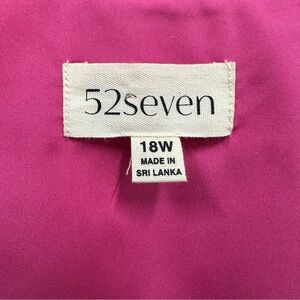 52seven
18W
MADE IN
SRI LANKA